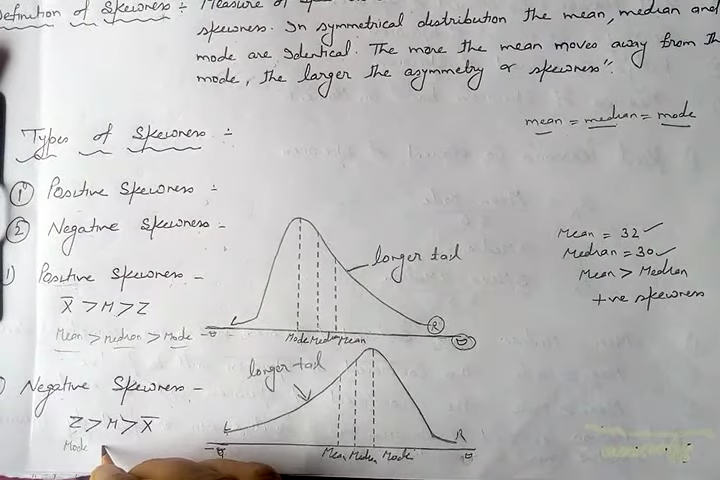 Definition of Skewness :- Measure of
skewness. In symmetrical distribution the mean, median and
mode are identical. The more the mean moves away from the
mode, the larger the asymmetry or skewness".
mean = median = mode
Types of Skewness :-
① Positive Skewness :-
② Negative Skewness :-
1) Positive Skewness -
X̅ > M > Z
Mean > median > Mode
longer tail
L
R
Mode Median Mean
Mean = 32 ✓
Median = 30 ✓
Mean > Median
+ve skewness
) Negative Skewness -
Z > M > X̅
Mode
longer tail
L
R
Mean Median Mode